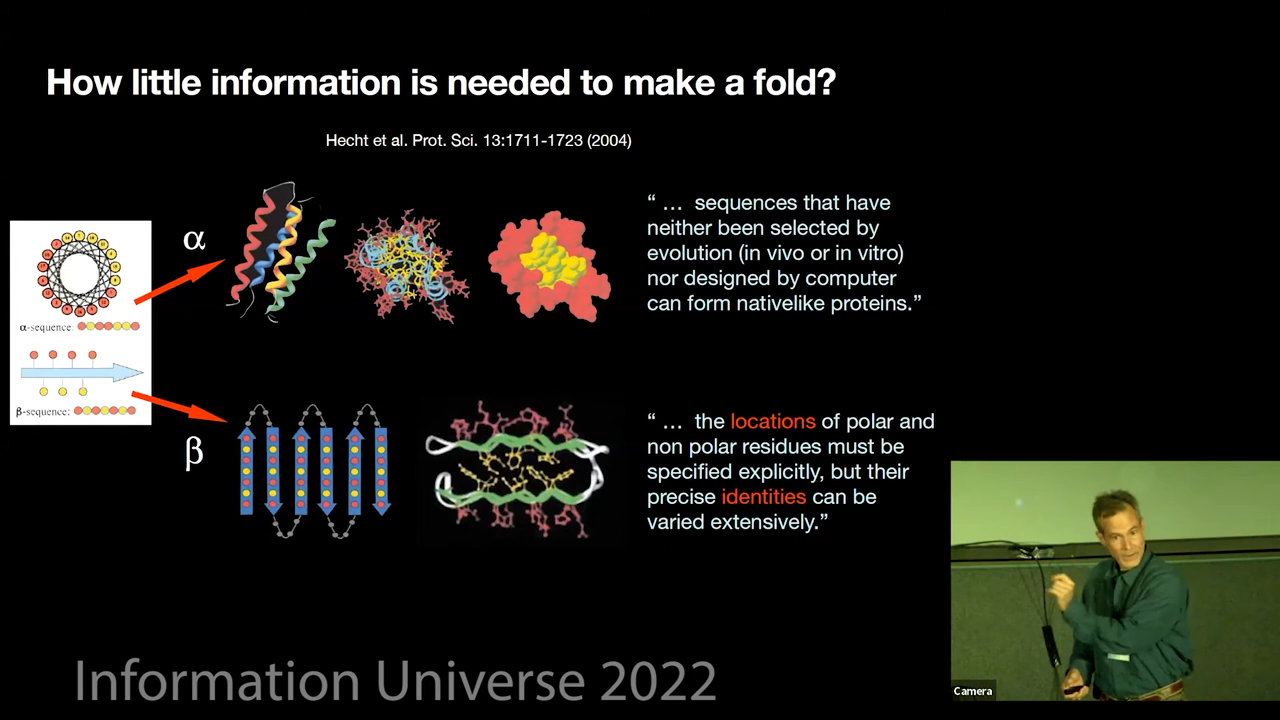 How little information is needed to make a fold?
Hecht et al. Prot. Sci. 13:1711-1723 (2004)
α
“ … sequences that have
neither been selected by
evolution (in vivo or in vitro)
nor designed by computer
can form nativelike proteins.”
α-sequence:
β-sequence:
β
“ … the locations of polar and
non polar residues must be
specified explicitly, but their
precise identities can be
varied extensively.”
Information Universe 2022
Camera